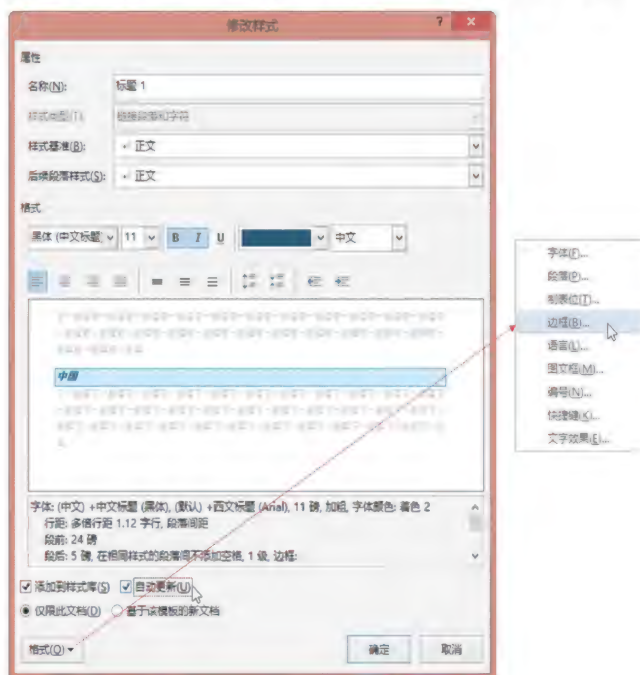 修改样式
?
×
属性
名称(N):
标题 1
样式类型(T):
链接段落和字符
样式基准(B):
正文
后续段落样式(S):
正文
格式
黑体 (中文标题
11
B I U
中文
中国
字体: (中文) +中文标题 (黑体), (默认) +西文标题 (Arial), 11 磅, 加粗, 字体颜色: 着色 2
行距: 多倍行距 1.12 字行, 段落间距
段前: 24 磅
段后: 5 磅, 在相同样式的段落间不添加空格, 1 级, 边框:
添加到样式库(S)
自动更新(U)
仅限此文档(D)
基于该模板的新文档
格式(O)
确定
取消
字体(F)...
段落(P)...
制表位(T)...
边框(B)...
语言(L)...
图文框(M)...
编号(N)...
快捷键(K)...
文字效果(E)...